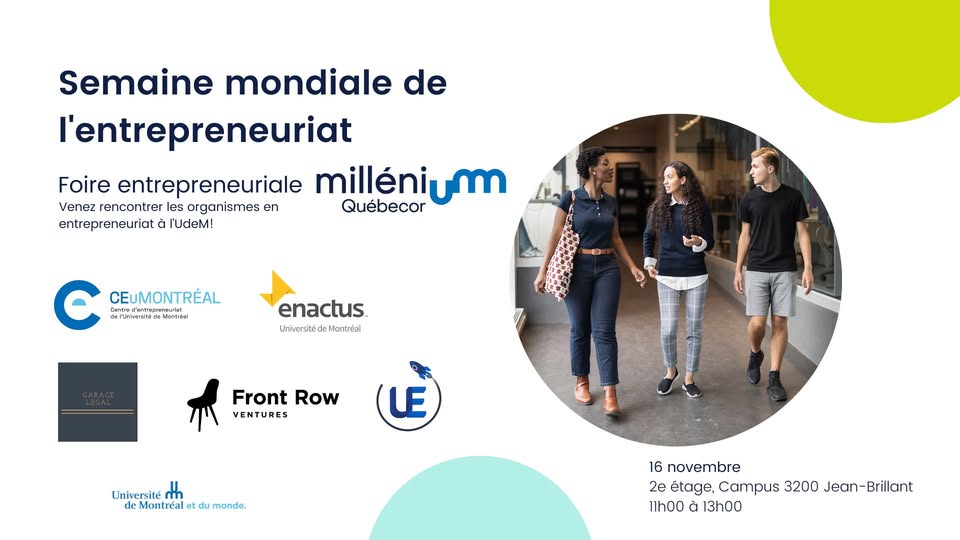 Semaine mondiale de
l'entrepreneuriat
Foire entrepreneuriale
millénium
Québecor
Venez rencontrer les organismes en
entrepreneuriat à l'UdeM!
CEuMONTRÉAL
Centre d'entrepreneuriat
de l'Université de Montréal
enactus
Université de Montréal
GARAGE
LEGAL
Front Row
VENTURES
UE
Université
de Montréal et du monde.
16 novembre
2e étage, Campus 3200 Jean-Brillant
11h00 à 13h00